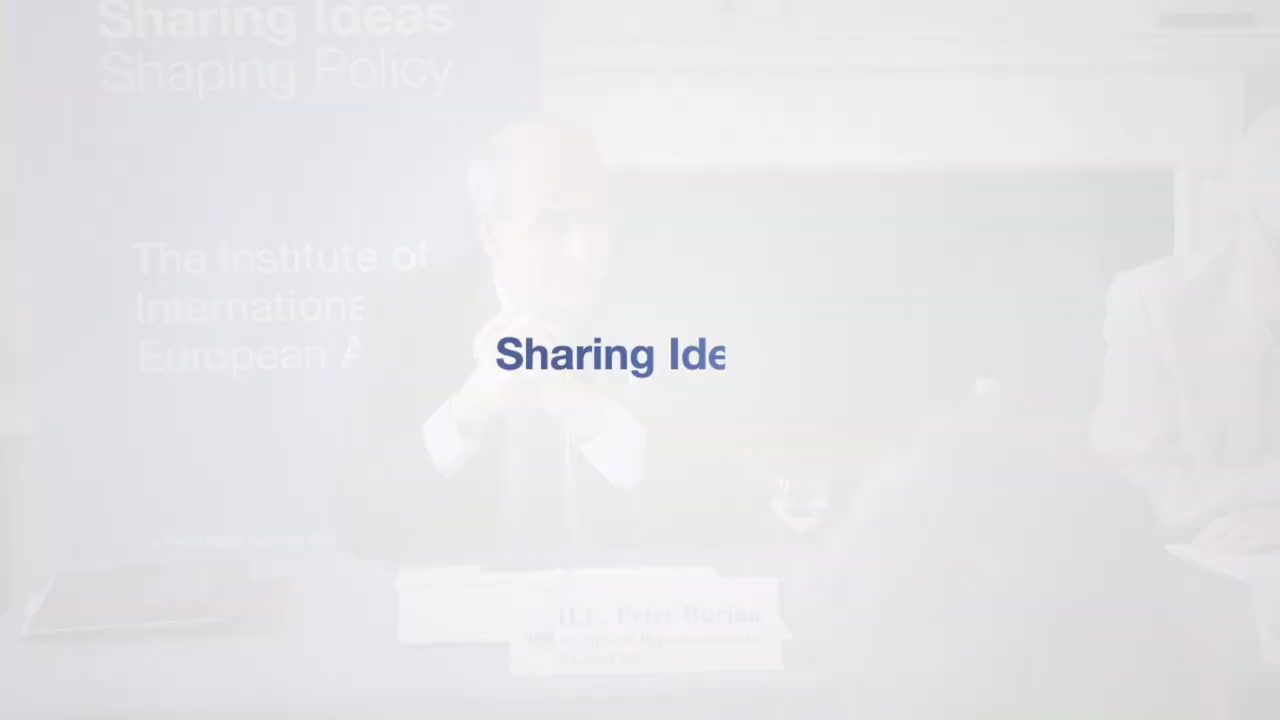 Sharing Ideas
Shaping Policy
The Institute of
Internationa
European A
Sharing Ide
H.E. Peter Burian